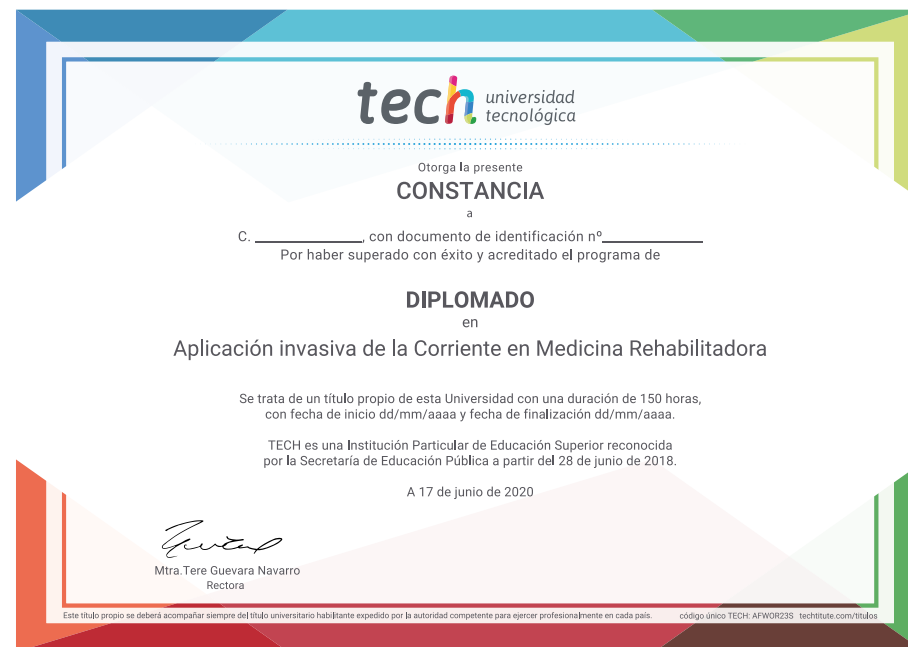 tech universidad
tecnológica
Otorga la presente
CONSTANCIA
a
C. ______________, con documento de identificación nº______________
Por haber superado con éxito y acreditado el programa de
DIPLOMADO
en
Aplicación invasiva de la Corriente en Medicina Rehabilitadora
Se trata de un título propio de esta Universidad con una duración de 150 horas,
con fecha de inicio dd/mm/aaaa y fecha de finalización dd/mm/aaaa.
TECH es una Institución Particular de Educación Superior reconocida
por la Secretaría de Educación Pública a partir del 28 de junio de 2018.
A 17 de junio de 2020
Mtra.Tere Guevara Navarro
Rectora
Este título propio se deberá acompañar siempre del título universitario habilitante expedido por la autoridad competente para ejercer profesionalmente en cada país. código único TECH: AFWOR23S techtitute.com/titulos